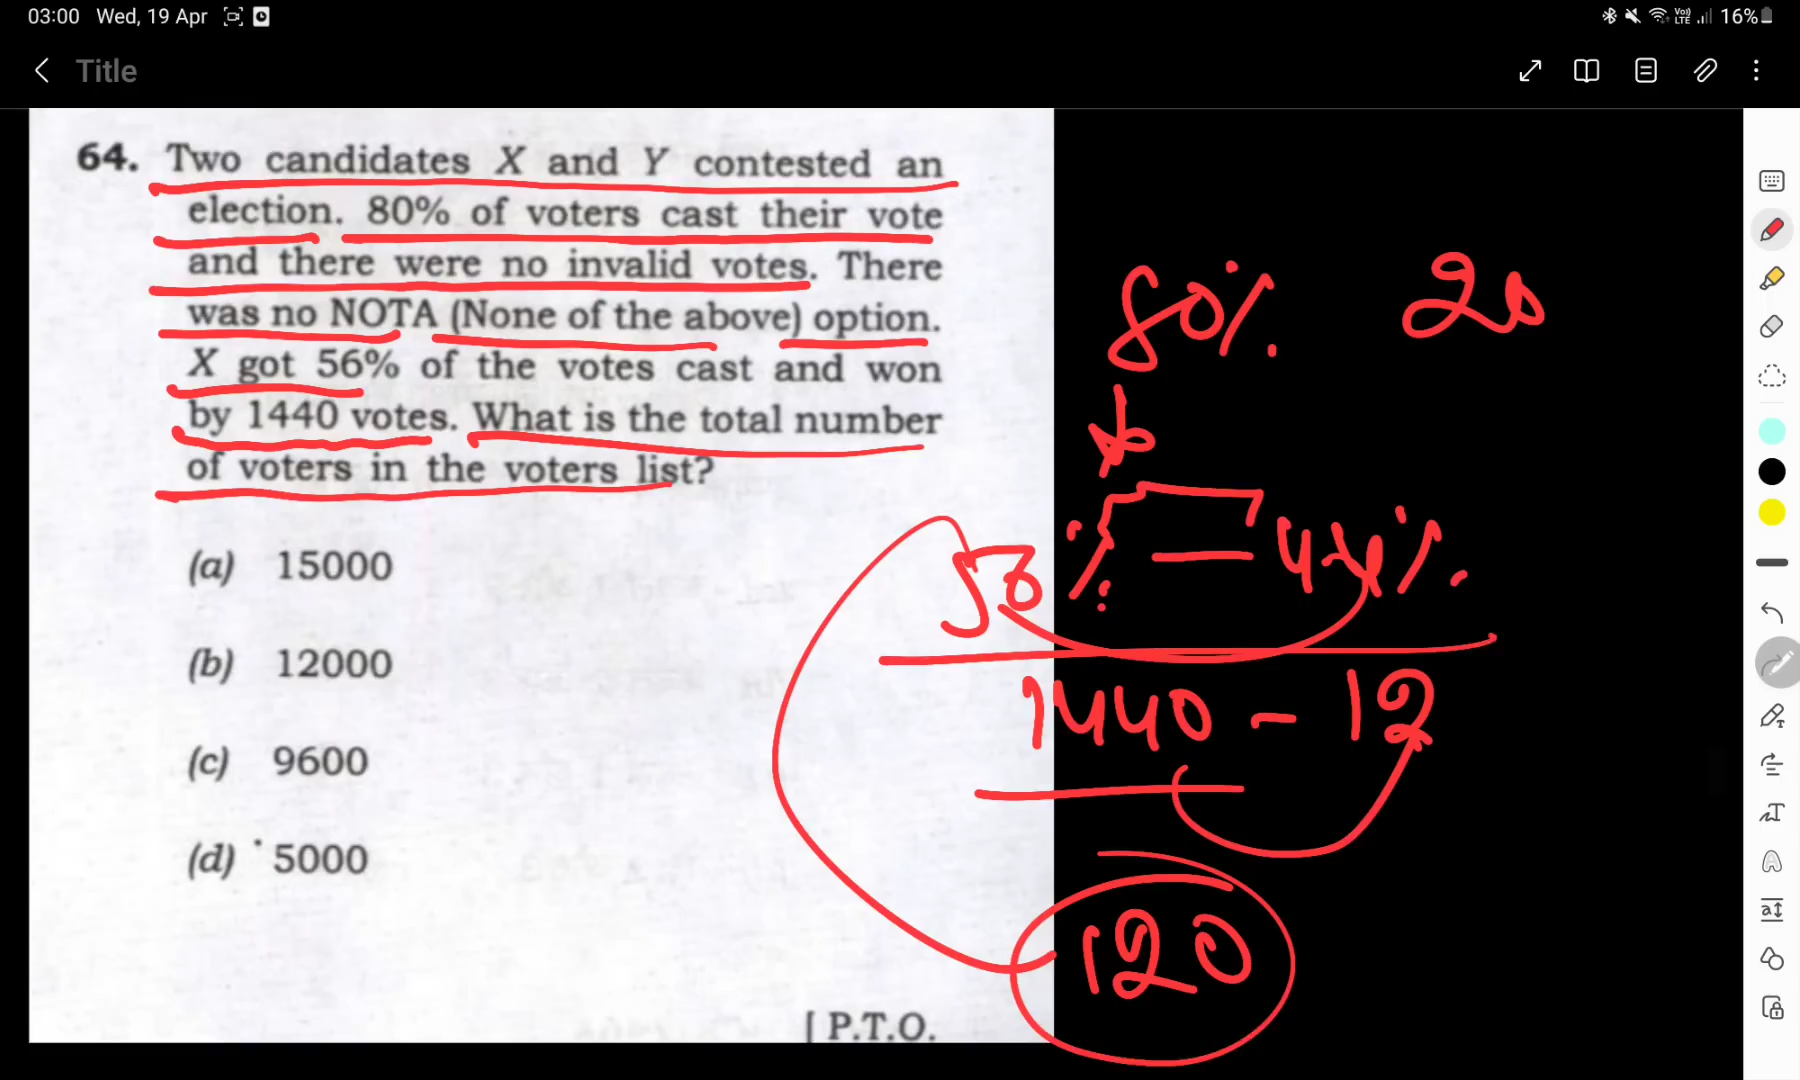 03:00 Wed, 19 Apr
16%
Title
64. Two candidates X and Y contested an
election. 80% of voters cast their vote
and there were no invalid votes. There
was no NOTA (None of the above) option.
X got 56% of the votes cast and won
by 1440 votes. What is the total number
of voters in the voters list?
(a) 15000
(b) 12000
(c) 9600
(d) 5000
[ P.T.O.
80%. 20
56 % 44%.
1440 - 12
120